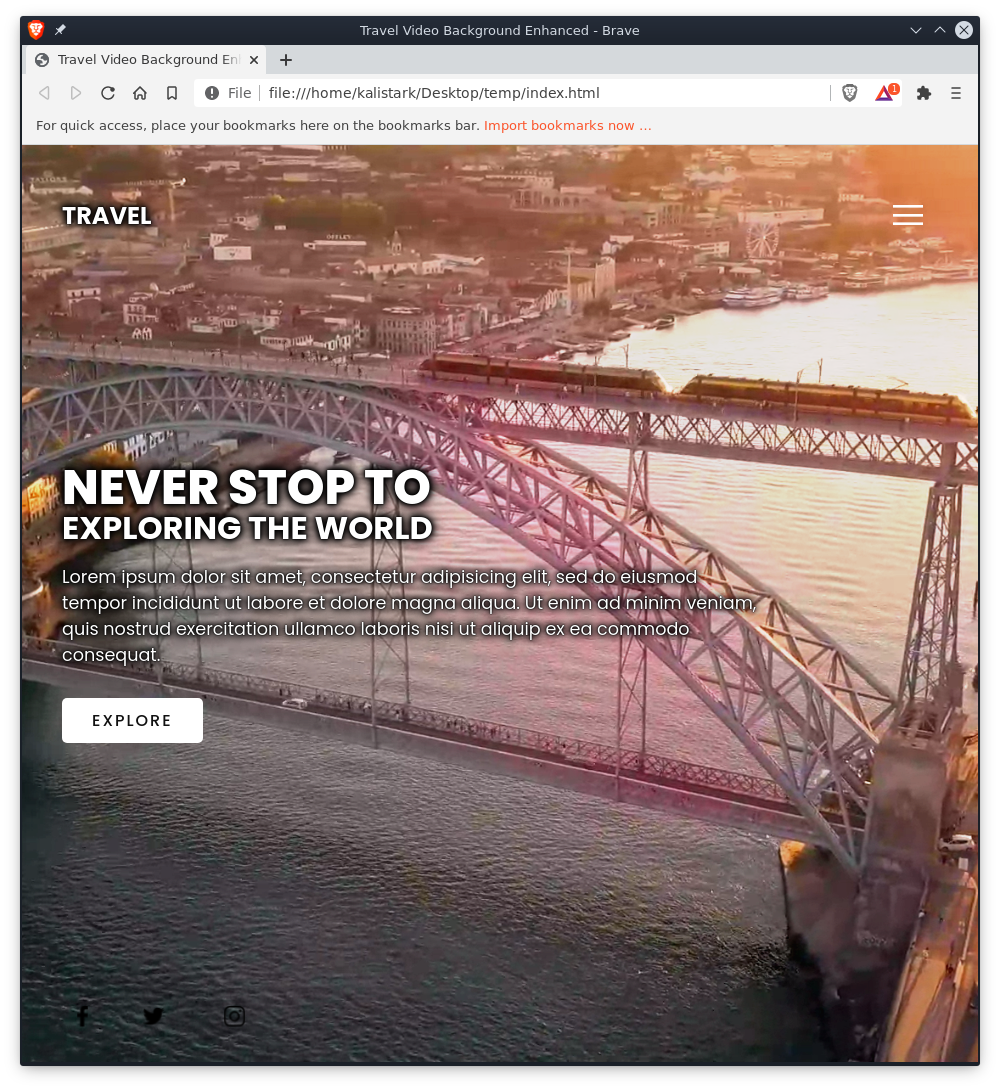 Travel Video Background Enhanced - Brave
Travel Video Background En
File
file:///home/kalistark/Desktop/temp/index.html
1
For quick access, place your bookmarks here on the bookmarks bar. Import bookmarks now ...
TRAVEL
NEVER STOP TO
EXPLORING THE WORLD
Lorem ipsum dolor sit amet, consectetur adipisicing elit, sed do eiusmod
tempor incididunt ut labore et dolore magna aliqua. Ut enim ad minim veniam,
quis nostrud exercitation ullamco laboris nisi ut aliquip ex ea commodo
consequat.
EXPLORE